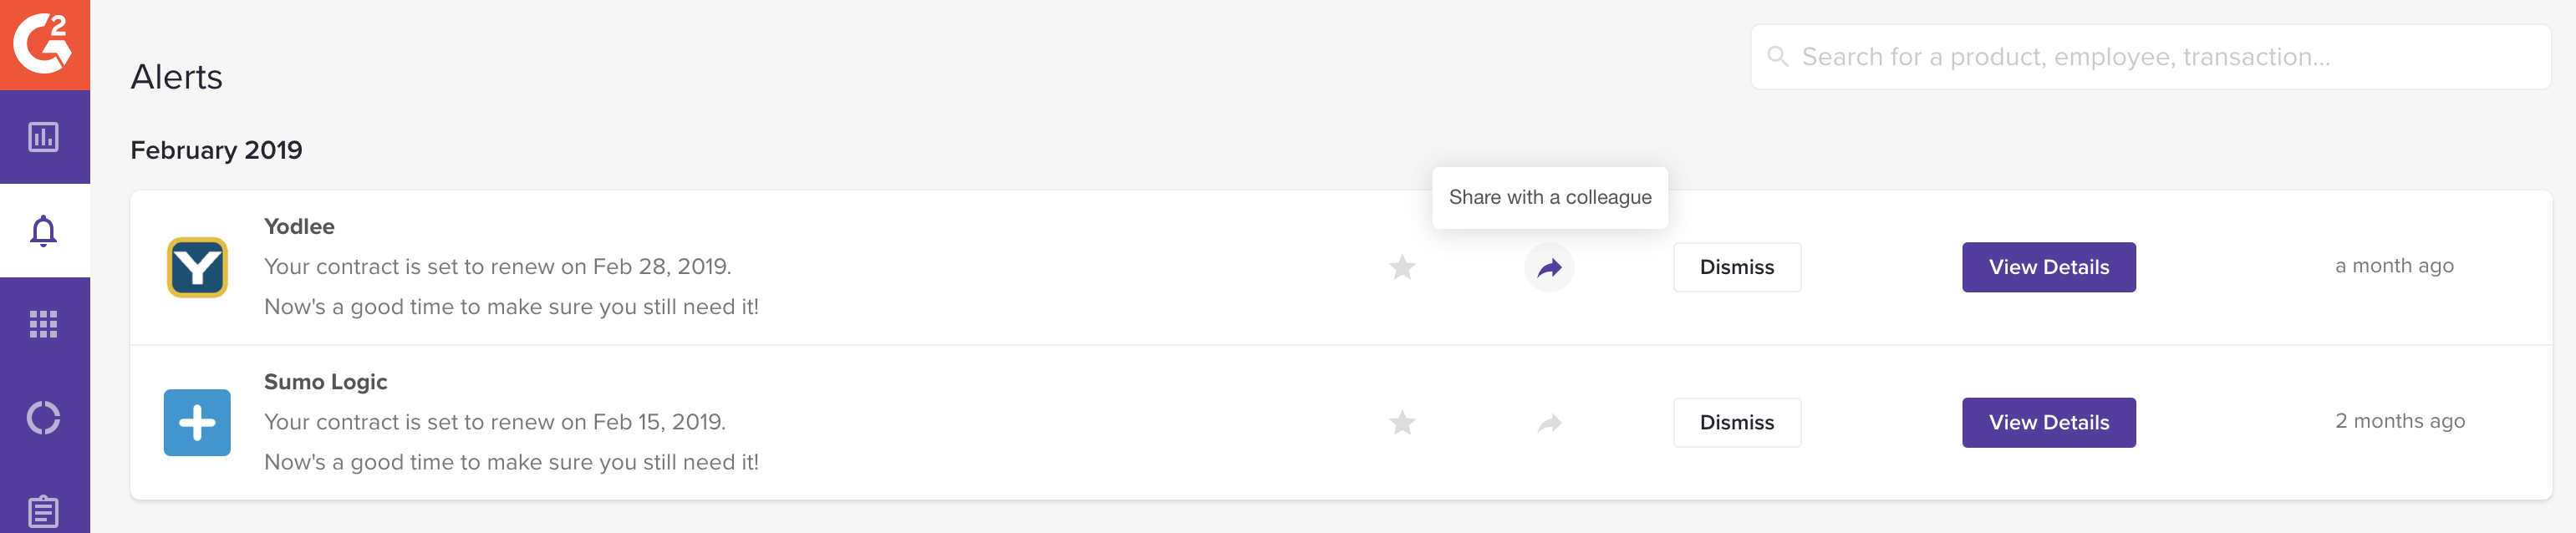 G2
Alerts
Search for a product, employee, transaction...
February 2019
Share with a colleague
Yodlee
Your contract is set to renew on Feb 28, 2019.
Now's a good time to make sure you still need it!
Dismiss
View Details
a month ago
Sumo Logic
Your contract is set to renew on Feb 15, 2019.
Now's a good time to make sure you still need it!
Dismiss
View Details
2 months ago
Y